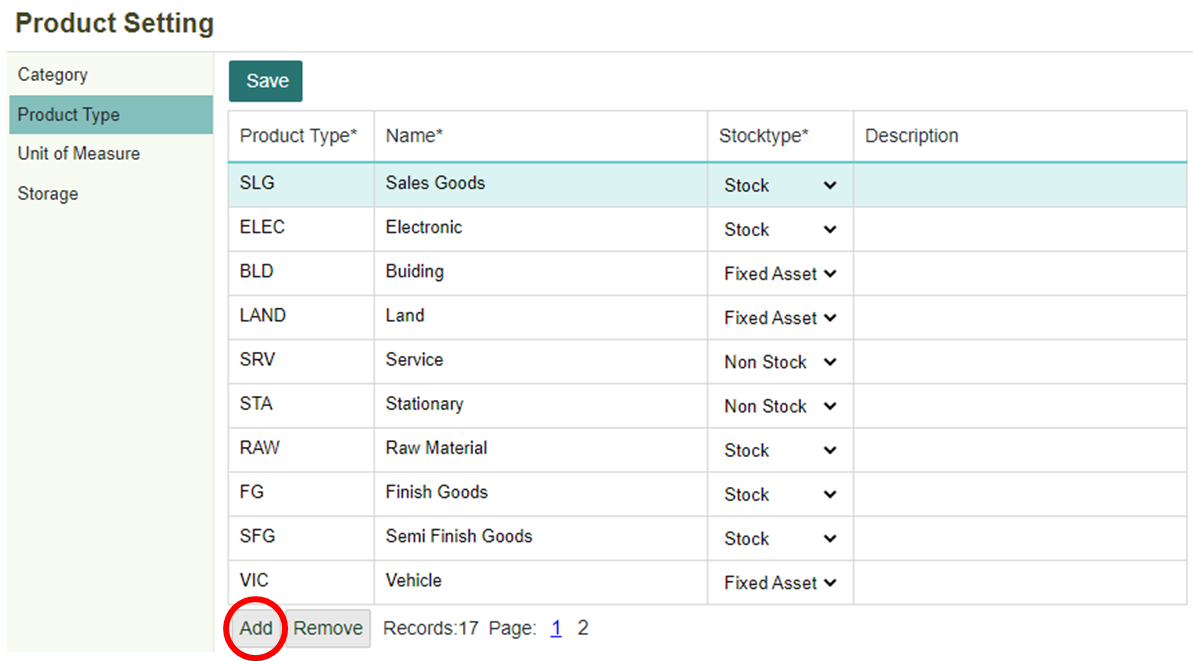 Product Setting
Category
Product Type
Unit of Measure
Storage
Save
Product Type* Name* Stocktype* Description
SLG Sales Goods Stock
ELEC Electronic Stock
BLD Buiding Fixed Asset
LAND Land Fixed Asset
SRV Service Non Stock
STA Stationary Non Stock
RAW Raw Material Stock
FG Finish Goods Stock
SFG Semi Finish Goods Stock
VIC Vehicle Fixed Asset
Add Remove Records:17 Page: 1 2